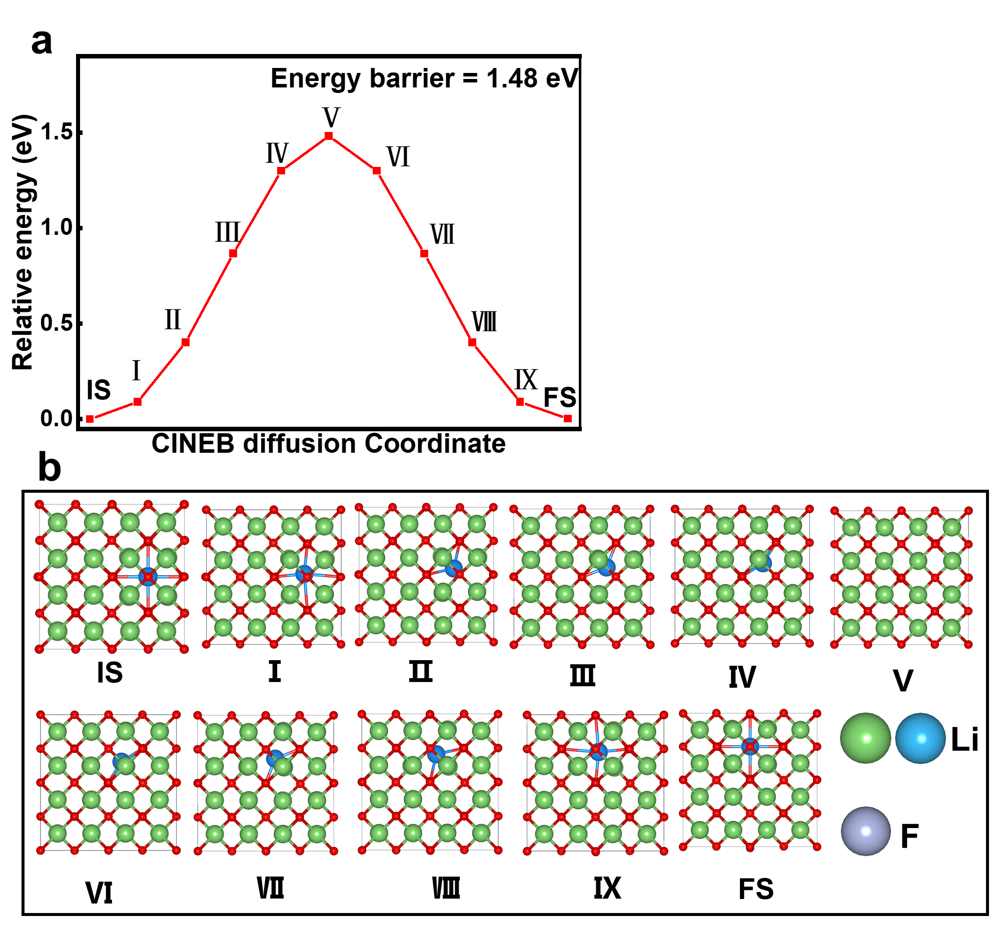 a
Energy barrier = 1.48 eV
Relative energy (eV)
1.5
1.0
0.5
0.0
IS
Ⅰ
Ⅱ
Ⅲ
Ⅳ
Ⅴ
Ⅵ
Ⅶ
Ⅷ
Ⅸ
FS
CINEB diffusion Coordinate
b
IS
Ⅰ
Ⅱ
Ⅲ
Ⅳ
Ⅴ
Li
F
Ⅵ
Ⅶ
Ⅷ
Ⅸ
FS